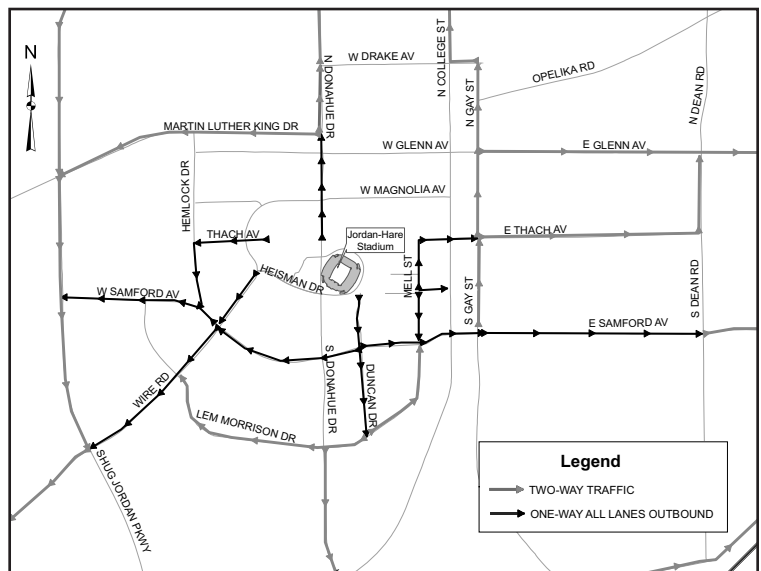 N
N COLLEGE ST
W DRAKE AV
N DONAHUE DR
OPELIKA RD
N GAY ST
N DEAN RD
MARTIN LUTHER KING DR
W GLENN AV
E GLENN AV
HEMLOCK DR
W MAGNOLIA AV
THACH AV
Jordan-Hare
Stadium
E THACH AV
HEISMAN DR
MELL ST
S GAY ST
S DEAN RD
W SAMFORD AV
E SAMFORD AV
WIRE RD
S DONAHUE DR
DUNCAN DR
LEM MORRISON DR
SHUG JORDAN PKWY
Legend
TWO-WAY TRAFFIC
ONE-WAY ALL LANES OUTBOUND